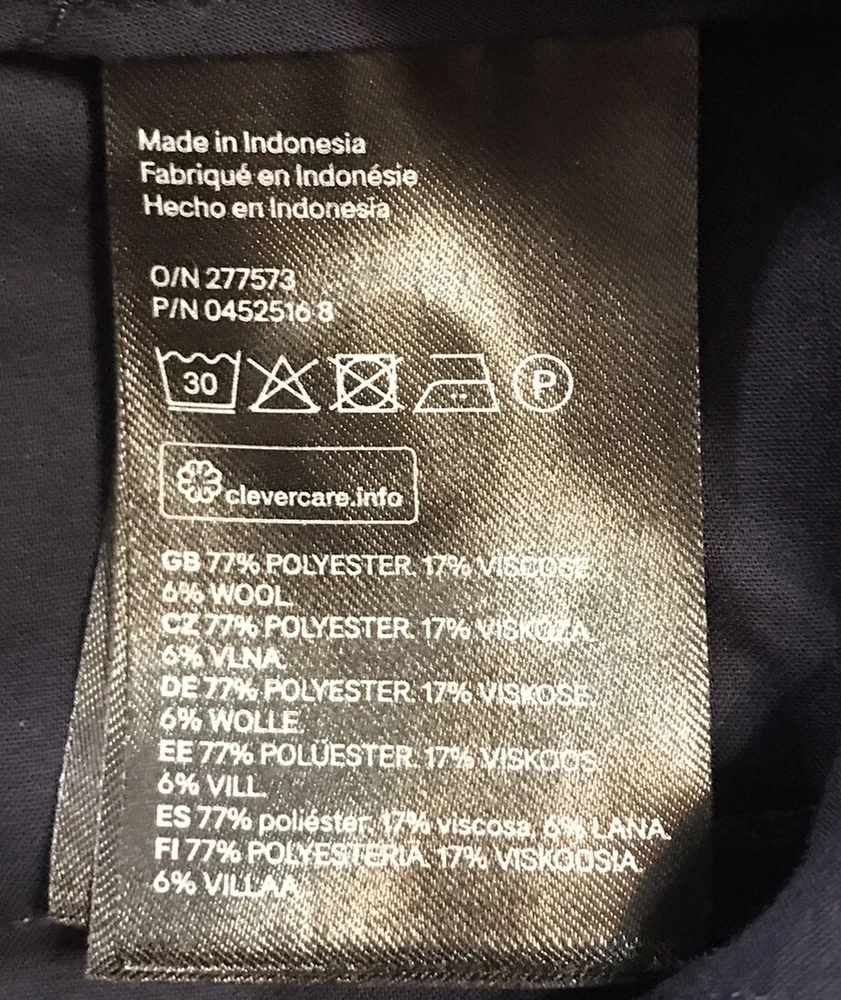 Made in Indonesia
Fabriqué en Indonésie
Hecho en Indonesia
O/N 277573
P/N 0452516 8
30 P
clevercare.info
GB 77% POLYESTER. 17% VISCOSE.
6% WOOL.
CZ 77% POLYESTER. 17% VISKOZA.
6% VLNA.
DE 77% POLYESTER. 17% VISKOSE.
6% WOLLE.
EE 77% POLÜESTER. 17% VISKOOS.
6% VILL.
ES 77% poliéster. 17% viscosa. 6% LANA.
FI 77% POLYESTERIA. 17% VISKOOSIA.
6% VILLAA.